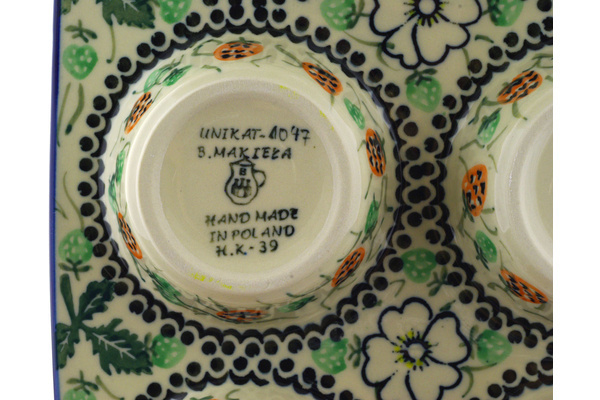 UNIKAT-1047
B. MAKIEŁA
HAND MADE
IN POLAND
H.K-39